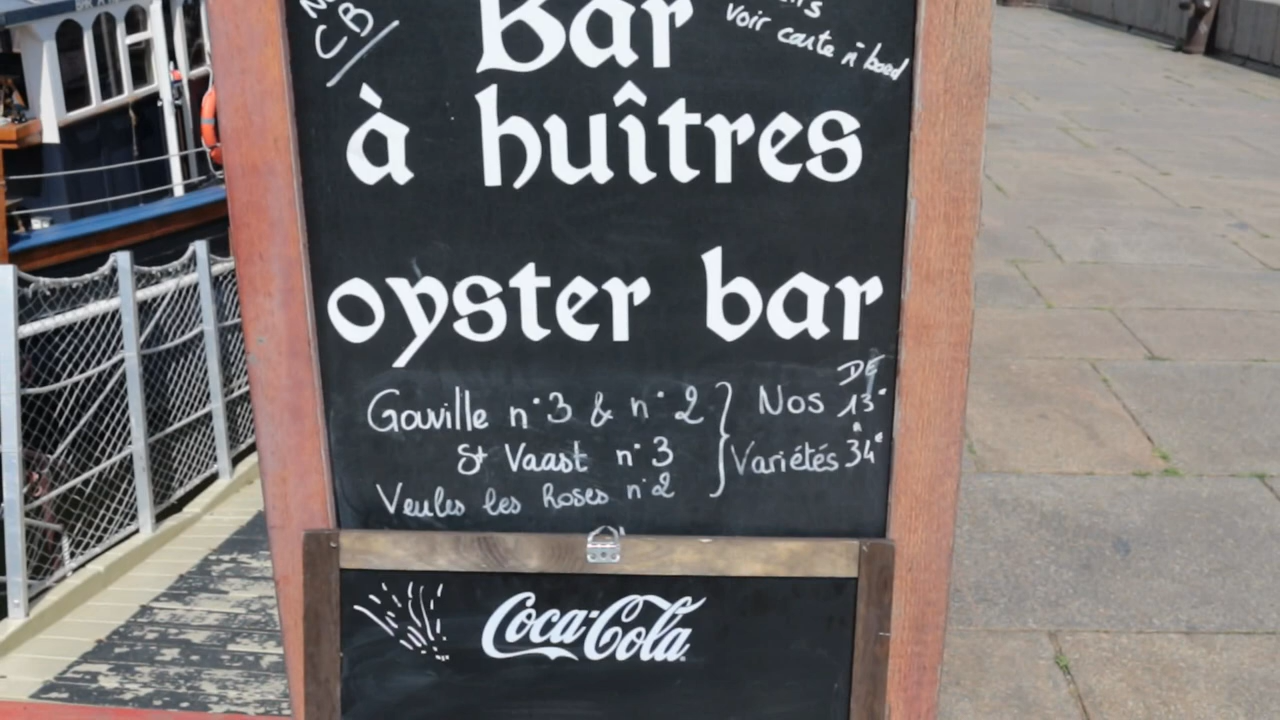 CB
voir carte à bord
Bar
à huîtres
oyster bar
Gouville n°3 & n°2
St Vaast n°3
Veules les Roses n°2
Nos
Variétés
DE
13€
à
34€
Coca-Cola